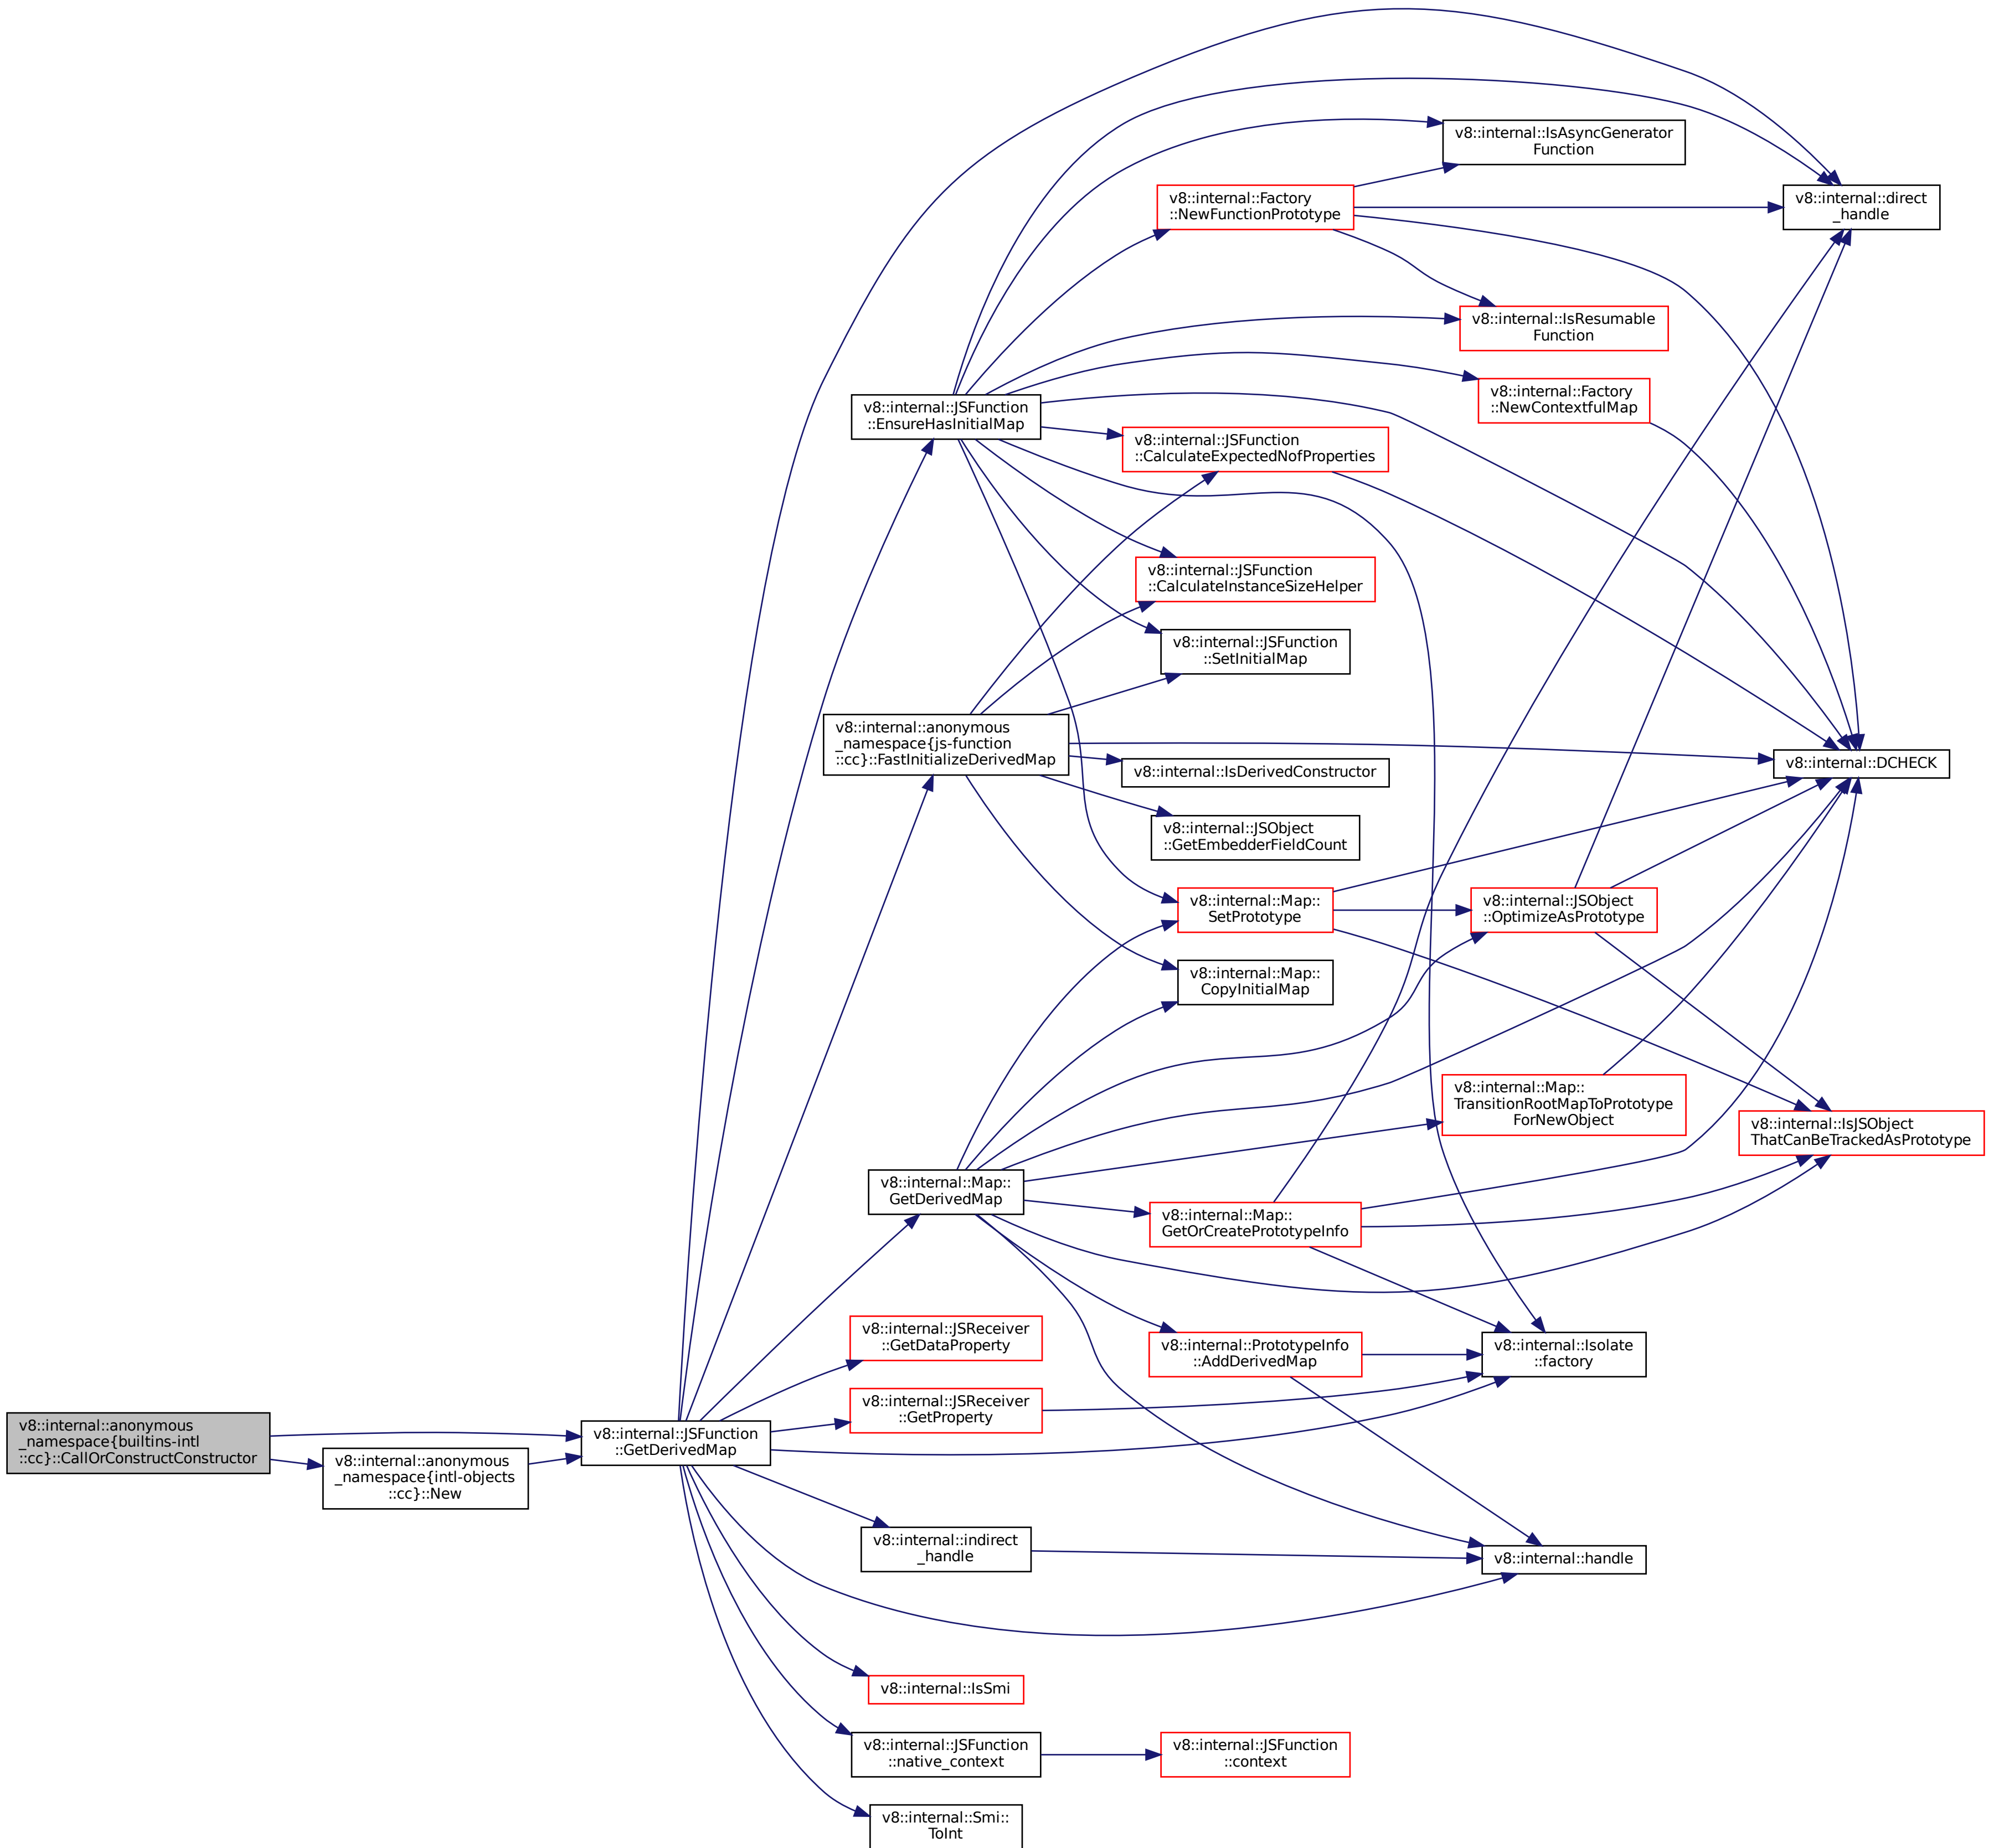 v8::internal::anonymous
_namespace{builtins-intl
::cc}::CallOrConstructConstructor
v8::internal::anonymous
_namespace{intl-objects
::cc}::New
v8::internal::JSFunction
::GetDerivedMap
v8::internal::JSFunction
::EnsureHasInitialMap
v8::internal::anonymous
_namespace{js-function
::cc}::FastInitializeDerivedMap
v8::internal::Map::
GetDerivedMap
v8::internal::JSReceiver
::GetDataProperty
v8::internal::JSReceiver
::GetProperty
v8::internal::indirect
_handle
v8::internal::IsSmi
v8::internal::JSFunction
::native_context
v8::internal::Smi::
ToInt
v8::internal::Factory
::NewFunctionPrototype
v8::internal::JSFunction
::CalculateExpectedNofProperties
v8::internal::JSFunction
::CalculateInstanceSizeHelper
v8::internal::JSFunction
::SetInitialMap
v8::internal::IsDerivedConstructor
v8::internal::JSObject
::GetEmbedderFieldCount
v8::internal::Map::
SetPrototype
v8::internal::Map::
CopyInitialMap
v8::internal::Map::
GetOrCreatePrototypeInfo
v8::internal::PrototypeInfo
::AddDerivedMap
v8::internal::JSFunction
::context
v8::internal::IsAsyncGenerator
Function
v8::internal::IsResumable
Function
v8::internal::Factory
::NewContextfulMap
v8::internal::JSObject
::OptimizeAsPrototype
v8::internal::Map::
TransitionRootMapToPrototype
ForNewObject
v8::internal::Isolate
::factory
v8::internal::handle
v8::internal::direct
_handle
v8::internal::DCHECK
v8::internal::IsJSObject
ThatCanBeTrackedAsPrototype